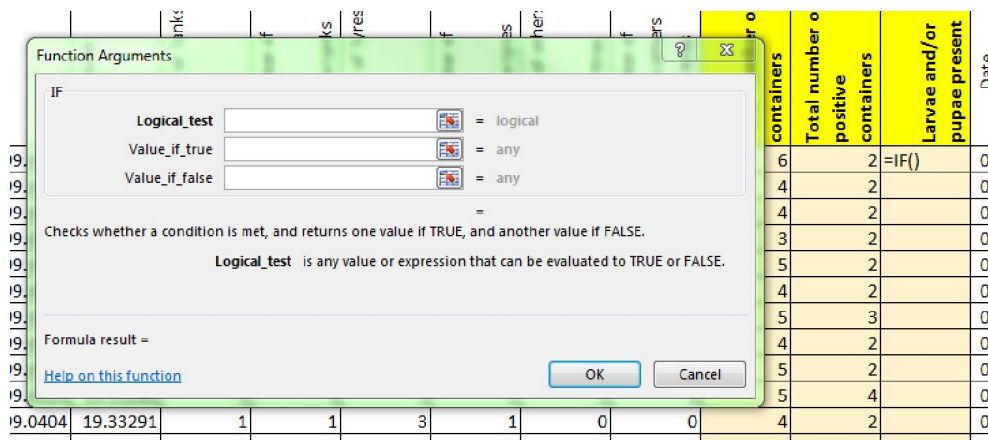 containers
Total number o
positive
containers
Larvae and/or
pupae present
Date
Function Arguments
IF
Logical_test = logical
Value_if_true = any
Value_if_false = any
=
Checks whether a condition is met, and returns one value if TRUE, and another value if FALSE.
Logical_test is any value or expression that can be evaluated to TRUE or FALSE.
Formula result =
Help on this function
OK Cancel
6 2 =IF() 0
4 2 0
4 2 0
3 2 0
5 2 0
4 2 0
5 3 0
4 2 0
5 2 0
5 4 0
99.0404 19.33291 1 1 3 1 0 0 4 2 0